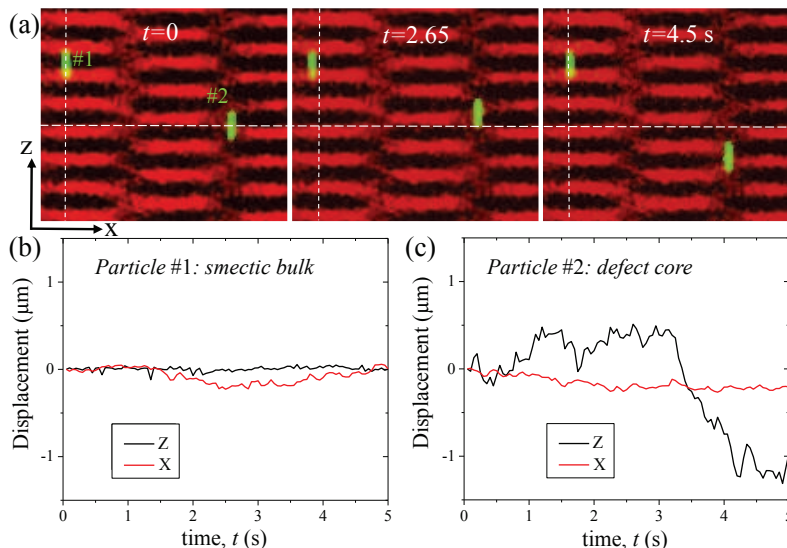 (a)
t=0
t=2.65
t=4.5 s
#1
#2
Z
X
(b)
(c)
Particle #1: smectic bulk
Displacement (μm)
1
0
-1
Z
X
0 1 2 3 4 5
time, t (s)
Particle #2: defect core
Displacement (μm)
1
0
-1
Z
X
0 1 2 3 4 5
time, t (s)